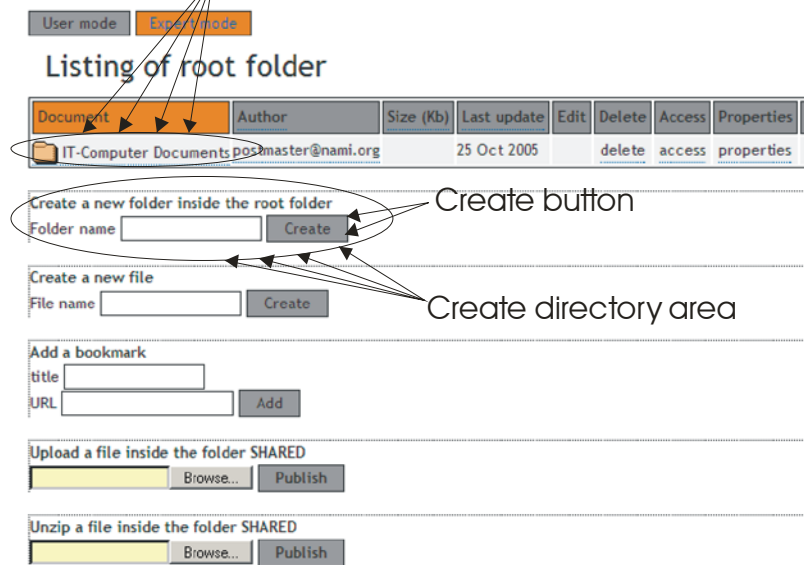 User mode Expert mode
Listing of root folder
Document Author Size (Kb) Last update Edit Delete Access Properties
IT-Computer Documents postmaster@nami.org 25 Oct 2005 delete access properties
Create a new folder inside the root folder
Create button
Folder name Create
Create a new file
File name Create
Create directory area
Add a bookmark
title
URL Add
Upload a file inside the folder SHARED
Browse... Publish
Unzip a file inside the folder SHARED
Browse... Publish